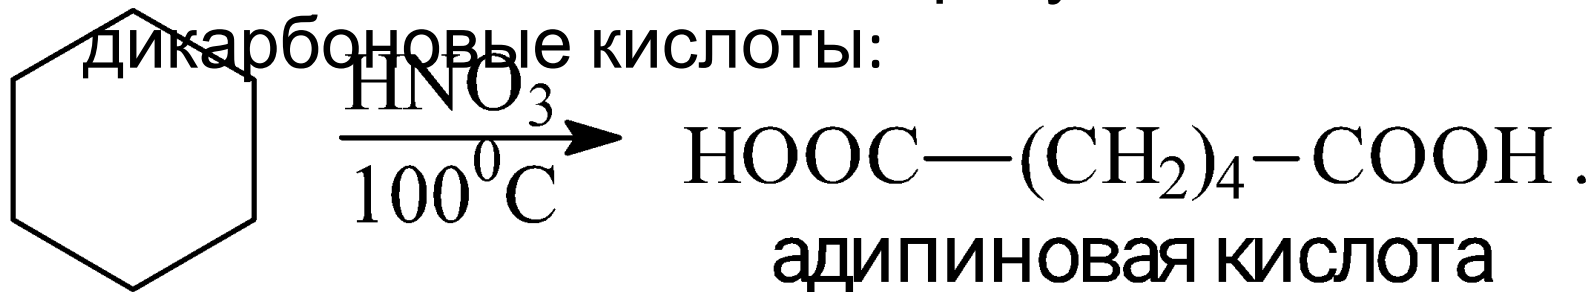 дикарбоновые кислоты:
HNO₃
100⁰C
HOOC—(CH₂)₄–COOH .
адипиновая кислота